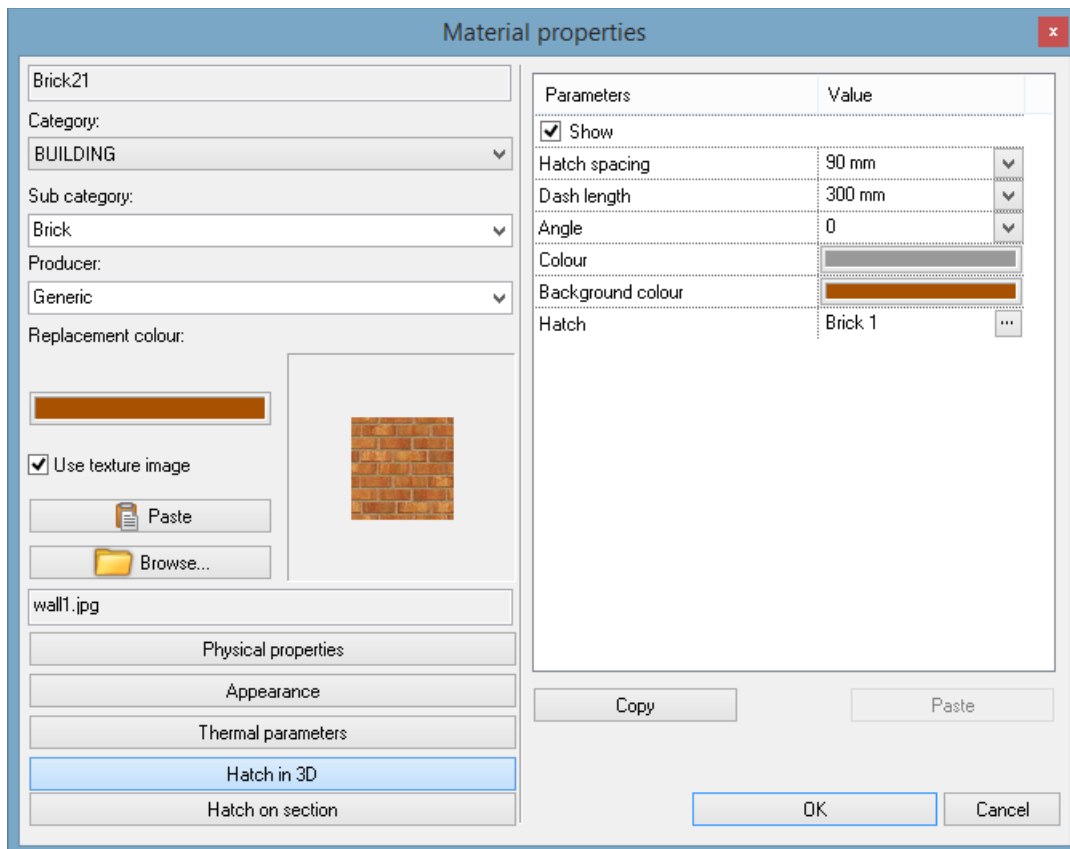 Material properties
x
Brick21
Category:
BUILDING
Sub category:
Brick
Producer:
Generic
Replacement colour:
Use texture image
Paste
Browse...
wall1.jpg
Physical properties
Appearance
Thermal parameters
Hatch in 3D
Hatch on section
Parameters Value
Show
Hatch spacing 90 mm
Dash length 300 mm
Angle 0
Colour
Background colour
Hatch Brick 1 ...
Copy Paste
OK Cancel